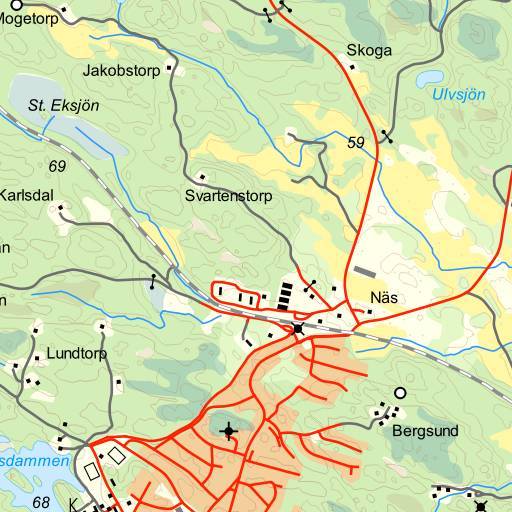 Mogetorp
Skoga
Jakobstorp
Ulvsjön
St. Eksjön
59
69
Karlsdal
Svartenstorp
Näs
Lundtorp
Bergsund
68
K